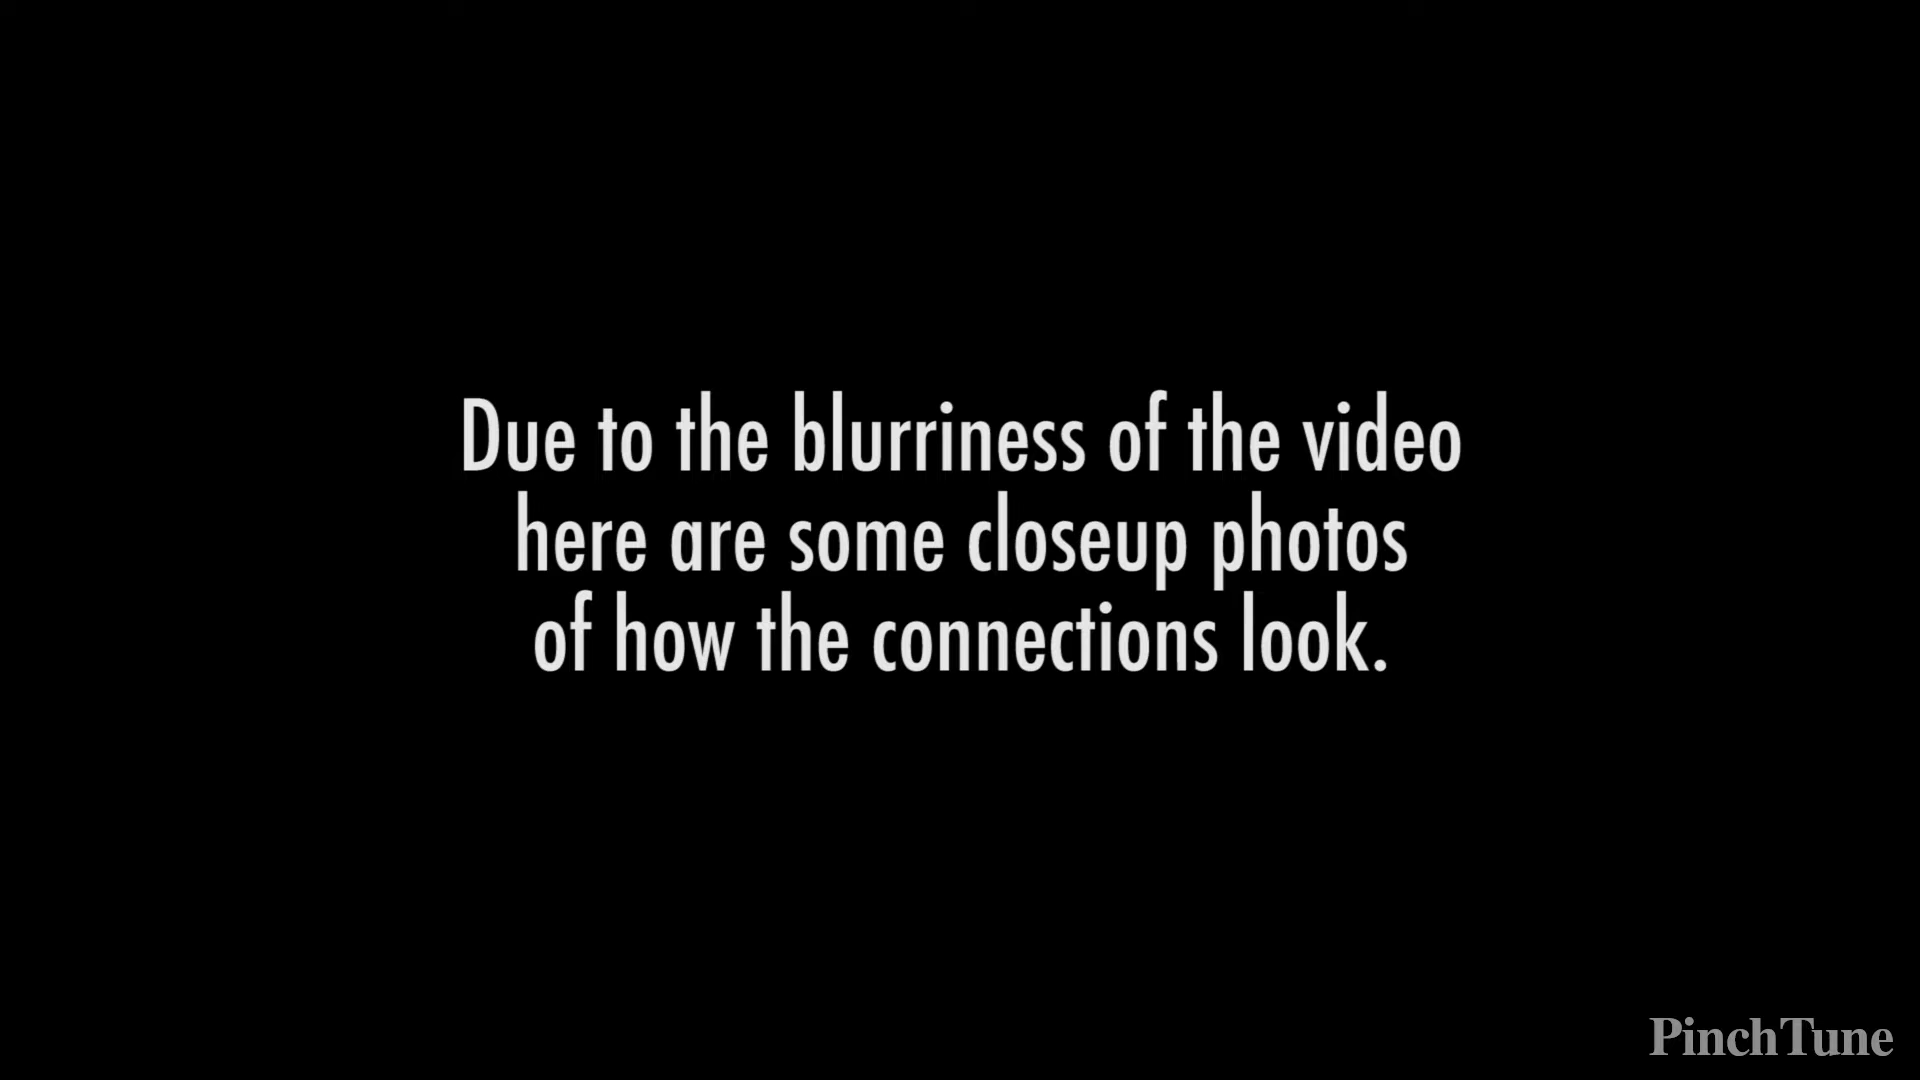 Due to the blurriness of the video
here are some closeup photos
of how the connections look.
PinchTune